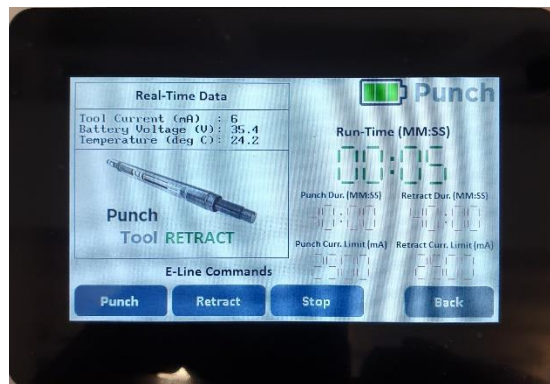 Real-Time Data
Tool Current (mA) : 6
Battery Voltage (V): 35.4
Temperature (deg C): 24.2
Punch
Tool RETRACT
E-Line Commands
Punch
Run-Time (MM:SS)
00:05
Punch Dur. (MM:SS) Retract Dur. (MM:SS)
Punch Curr. Limit (mA) Retract Curr. Limit (mA)
Punch Retract Stop Back